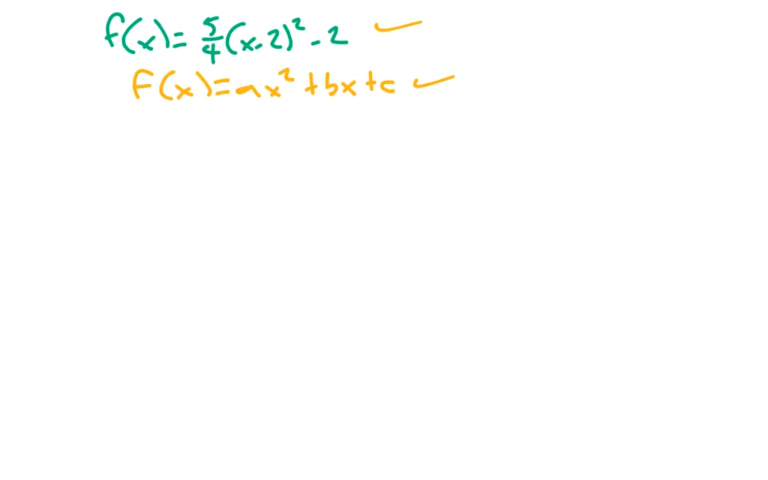 f(x) = 5/4 (x-2)² - 2 ✓
f(x) = ax² + bx + c ✓